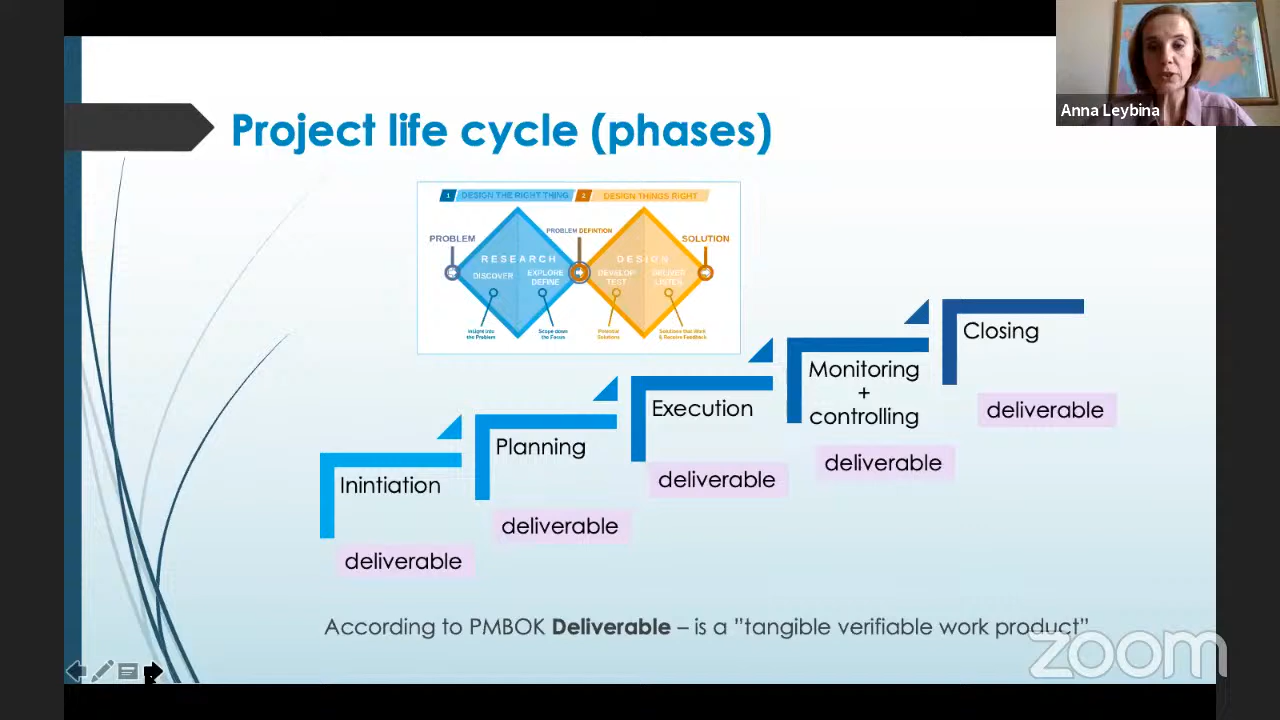 Anna Leybina
Project life cycle (phases)
1 DESIGN THE RIGHT THING 2 DESIGN THINGS RIGHT
PROBLEM
PROBLEM DEFINTION
SOLUTION
RESEARCH
DISCOVER
EXPLORE
DEFINE
DESIGN
DEVELOP
TEST
DELIVER
LISTEN
Insight into
the Problem
Scope down
the Focus
Potential
Solutions
Solutions that Work
& Receive Feedback
Closing
deliverable
Monitoring
+
controlling
deliverable
Execution
deliverable
Planning
deliverable
Inintiation
deliverable
According to PMBOK Deliverable – is a ”tangible verifiable work product”
zoom